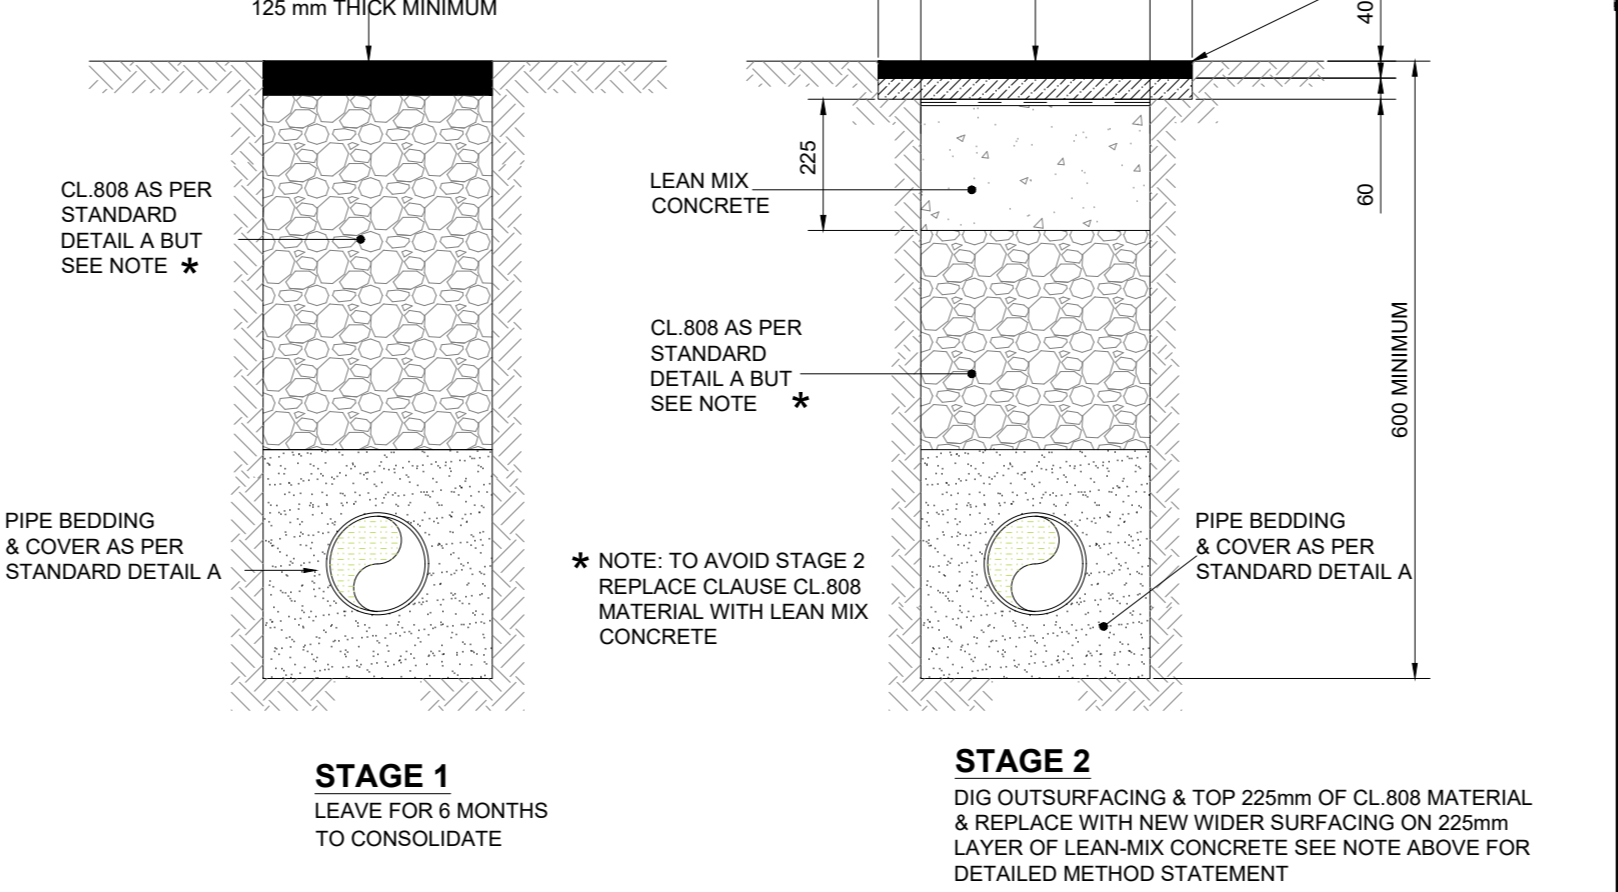 125 mm THICK MINIMUM
CL.808 AS PER
STANDARD
DETAIL A BUT
SEE NOTE *
PIPE BEDDING
& COVER AS PER
STANDARD DETAIL A
STAGE 1
LEAVE FOR 6 MONTHS
TO CONSOLIDATE
* NOTE: TO AVOID STAGE 2
REPLACE CLAUSE CL.808
MATERIAL WITH LEAN MIX
CONCRETE
40
225
60
LEAN MIX
CONCRETE
CL.808 AS PER
STANDARD
DETAIL A BUT
SEE NOTE *
600 MINIMUM
PIPE BEDDING
& COVER AS PER
STANDARD DETAIL A
STAGE 2
DIG OUTSURFACING & TOP 225mm OF CL.808 MATERIAL
& REPLACE WITH NEW WIDER SURFACING ON 225mm
LAYER OF LEAN-MIX CONCRETE SEE NOTE ABOVE FOR
DETAILED METHOD STATEMENT